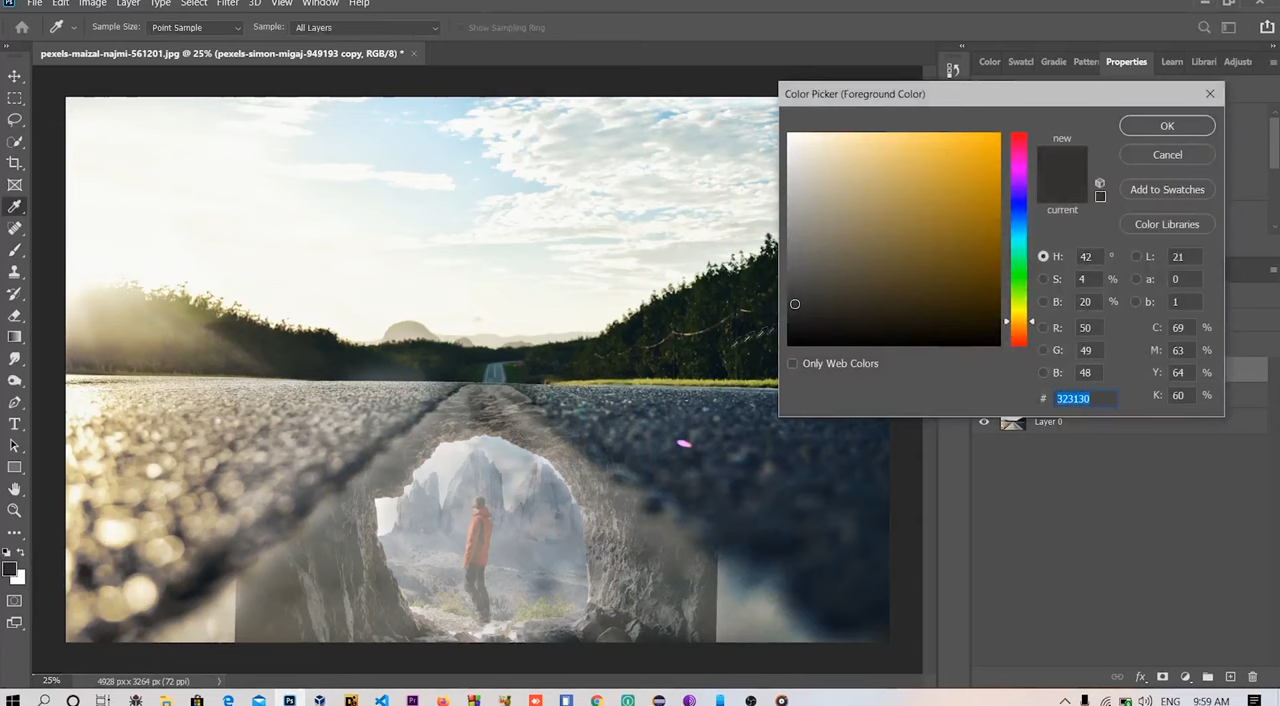 Ps File Edit Image Layer Select Filter 3D View Window Help
Sample Size: Point Sample Sample: All Layers Show Sampling Ring
pexels-maizal-najmi-561201.jpg @ 25% (pexels-simon-migaj-949193 copy, RGB/8) *
Color Swatcl Gradie Patterr Properties Learn Librari Adjustr
Color Picker (Foreground Color)
new
OK
Cancel
current
Add to Swatches
Color Libraries
H: 42 ° L: 21
S: 4 % a: 0
B: 20 % b: 1
R: 50 C: 69 %
G: 49 M: 63 %
B: 48 Y: 64 %
# 323130 K: 60 %
Only Web Colors
Layer 0
25% 4928 px x 3264 px (72 ppi)
ENG 9:59 AM